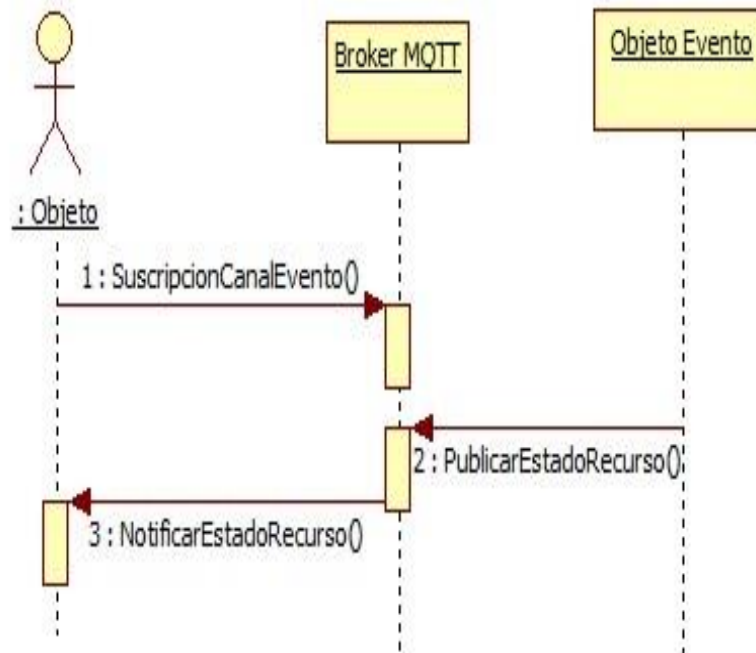 Broker MQTT
Objeto Evento
: Objeto
1 : SuscripcionCanalEvento()
2 : PublicarEstadoRecurso()
3 : NotificarEstadoRecurso()